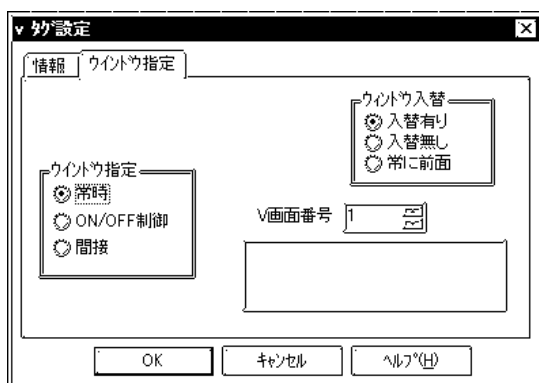 v ﾀｸﾞ設定
情報 ウインドウ指定
ウィンドウ入替
入替有り
入替無し
常に前面
ウインドウ指定
常時
ON/OFF制御
間接
V画面番号 1
OK ｷｬﾝｾﾙ ﾍﾙﾌﾟ(H)